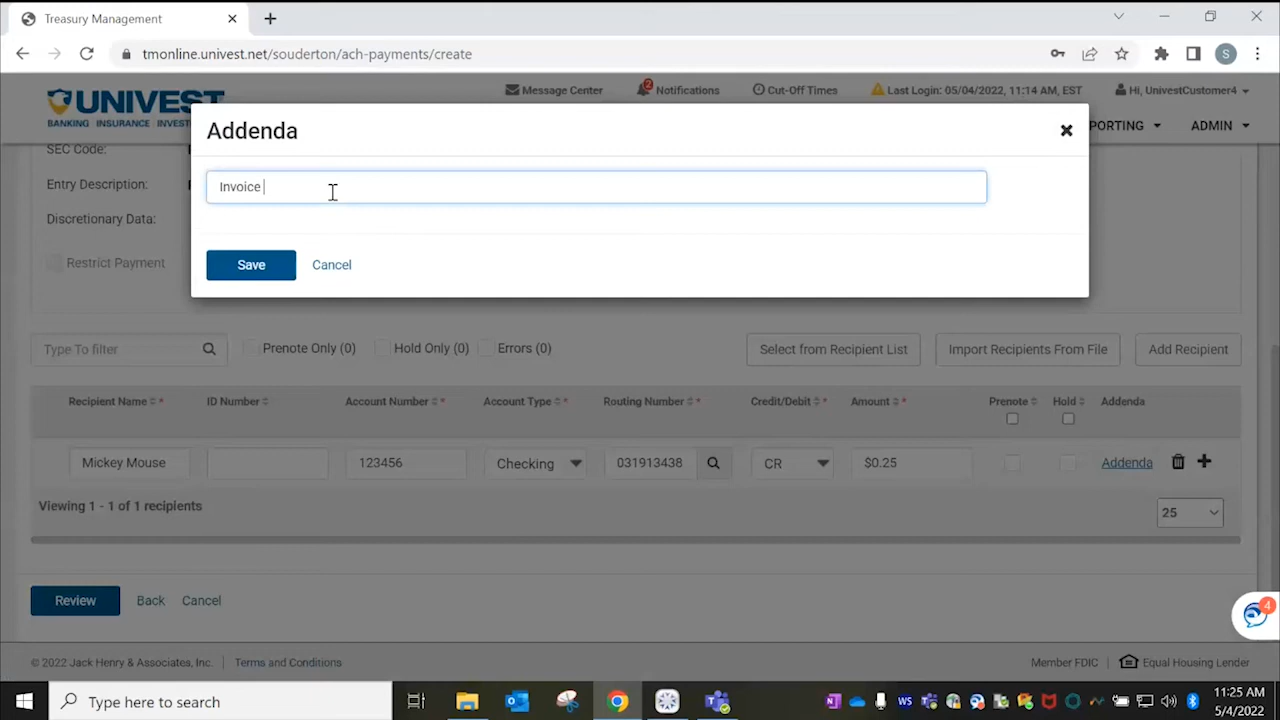 Treasury Management
tmonline.univest.net/souderton/ach-payments/create
S
UNIVEST
BANKING INSURANCE INVEST
Message Center
2
Notifications
Cut-Off Times
Last Login: 05/04/2022, 11:14 AM, EST
Hi, UnivestCustomer4
PORTING
ADMIN
Addenda
Invoice
Save
Cancel
SEC Code:
Entry Description:
Discretionary Data:
Restrict Payment
Type To filter
Prenote Only (0)
Hold Only (0)
Errors (0)
Select from Recipient List
Import Recipients From File
Add Recipient
Recipient Name * ID Number Account Number * Account Type * Routing Number * Credit/Debit * Amount * Prenote Hold Addenda
Mickey Mouse 123456 Checking 031913438 CR $0.25 Addenda
Viewing 1 - 1 of 1 recipients
25
Review
Back
Cancel
4
© 2022 Jack Henry & Associates, Inc.
Terms and Conditions
Member FDIC
Equal Housing Lender
Type here to search
WS
11:25 AM
5/4/2022